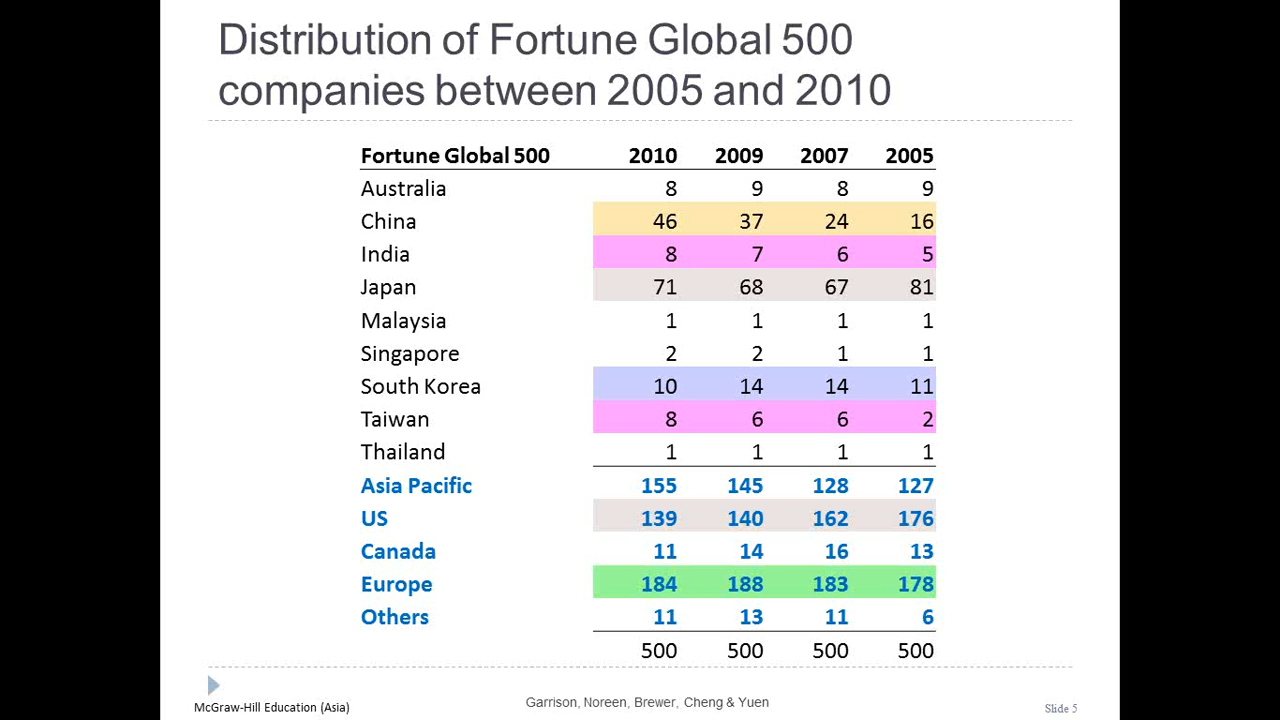 Distribution of Fortune Global 500
companies between 2005 and 2010
Fortune Global 500 2010 2009 2007 2005
Australia 8 9 8 9
China 46 37 24 16
India 8 7 6 5
Japan 71 68 67 81
Malaysia 1 1 1 1
Singapore 2 2 1 1
South Korea 10 14 14 11
Taiwan 8 6 6 2
Thailand 1 1 1 1
Asia Pacific 155 145 128 127
US 139 140 162 176
Canada 11 14 16 13
Europe 184 188 183 178
Others 11 13 11 6
500 500 500 500
McGraw-Hill Education (Asia) Garrison, Noreen, Brewer, Cheng & Yuen Slide 5